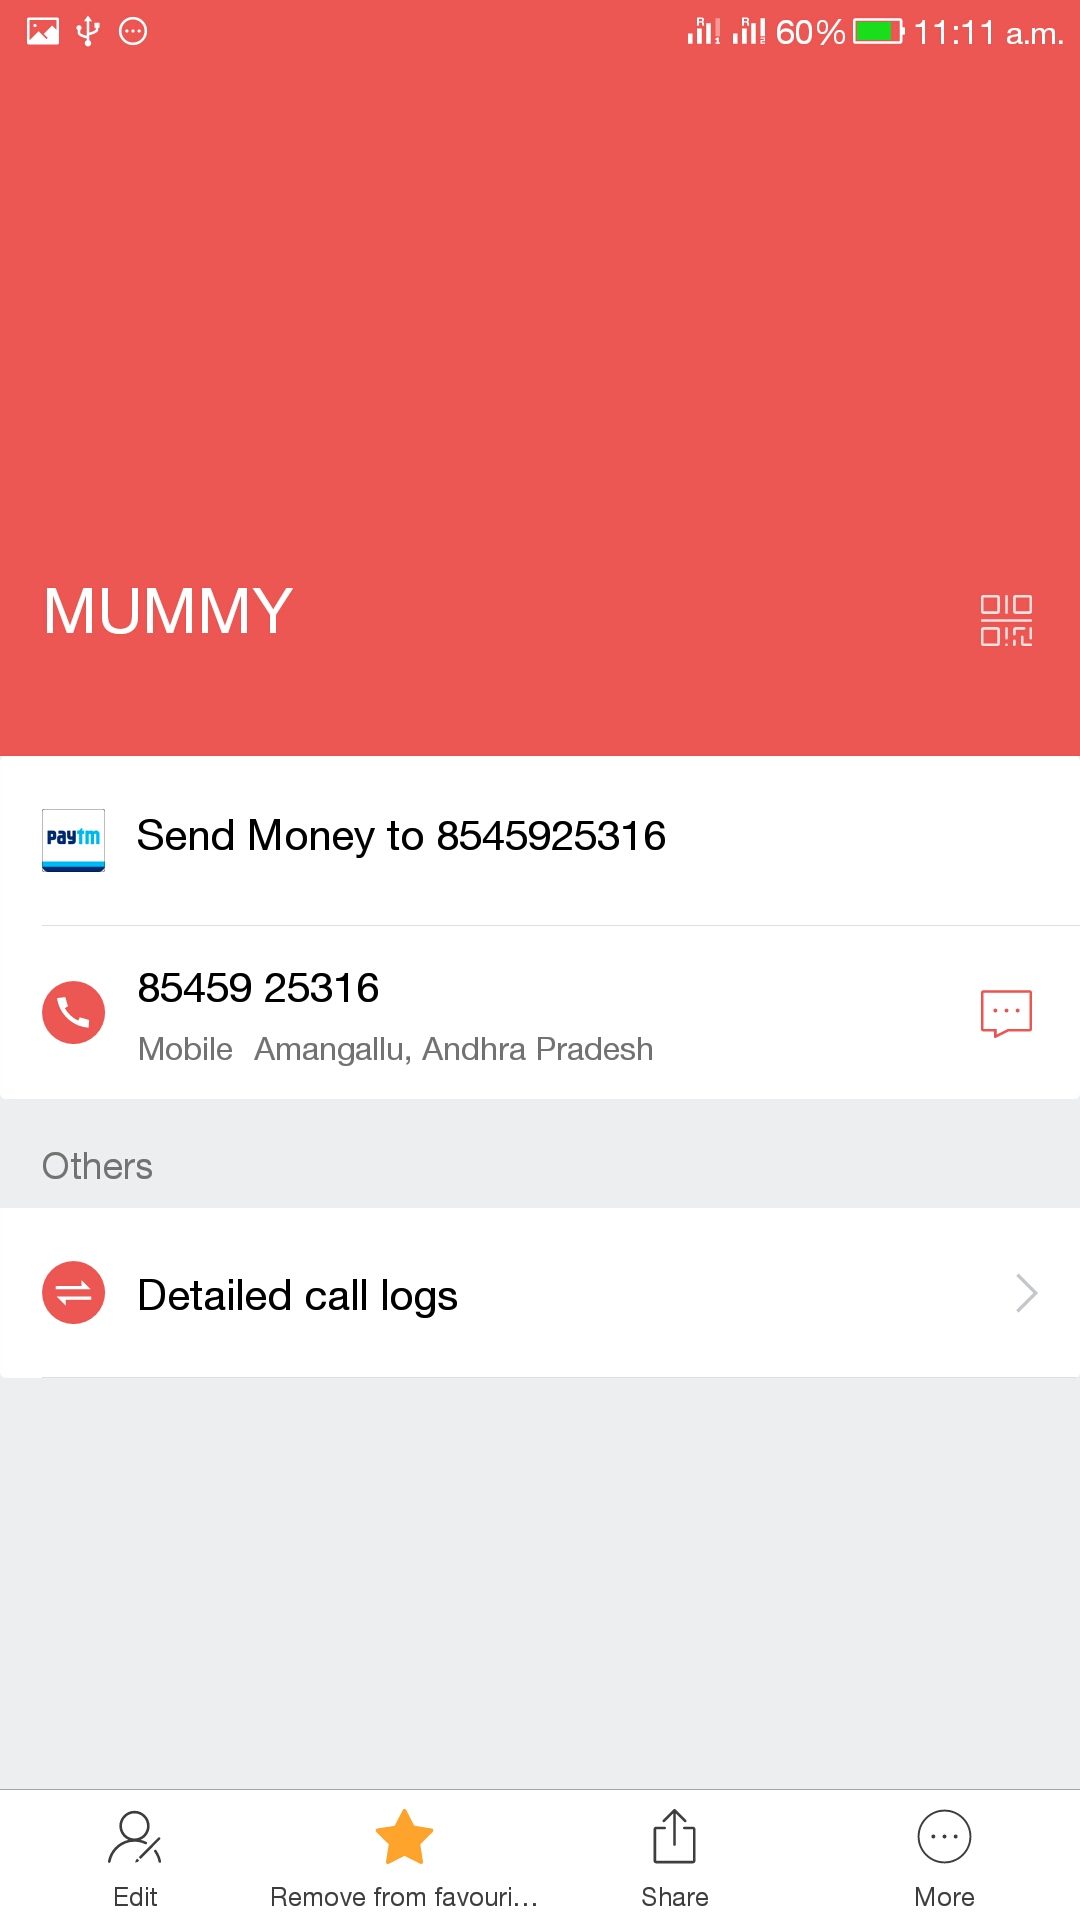 60% 11:11 a.m.
MUMMY
paytm Send Money to 8545925316
85459 25316
Mobile Amangallu, Andhra Pradesh
Others
Detailed call logs
Edit Remove from favouri... Share More